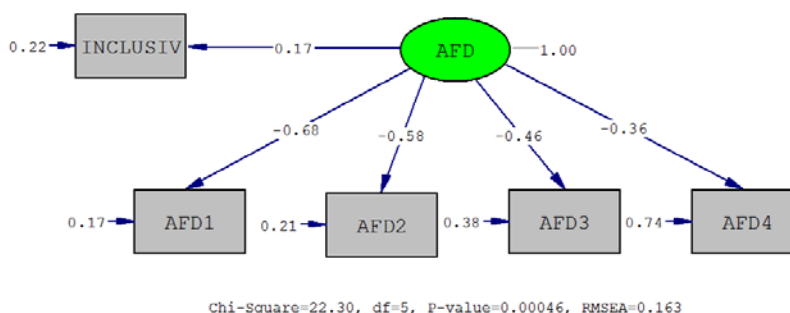 0.22 INCLUSIV 0.17 AFD 1.00
-0.68 -0.58 -0.46 -0.36
0.17 AFD1 0.21 AFD2 0.38 AFD3 0.74 AFD4
Chi-Square=22.30, df=5, P-value=0.00046, RMSEA=0.163